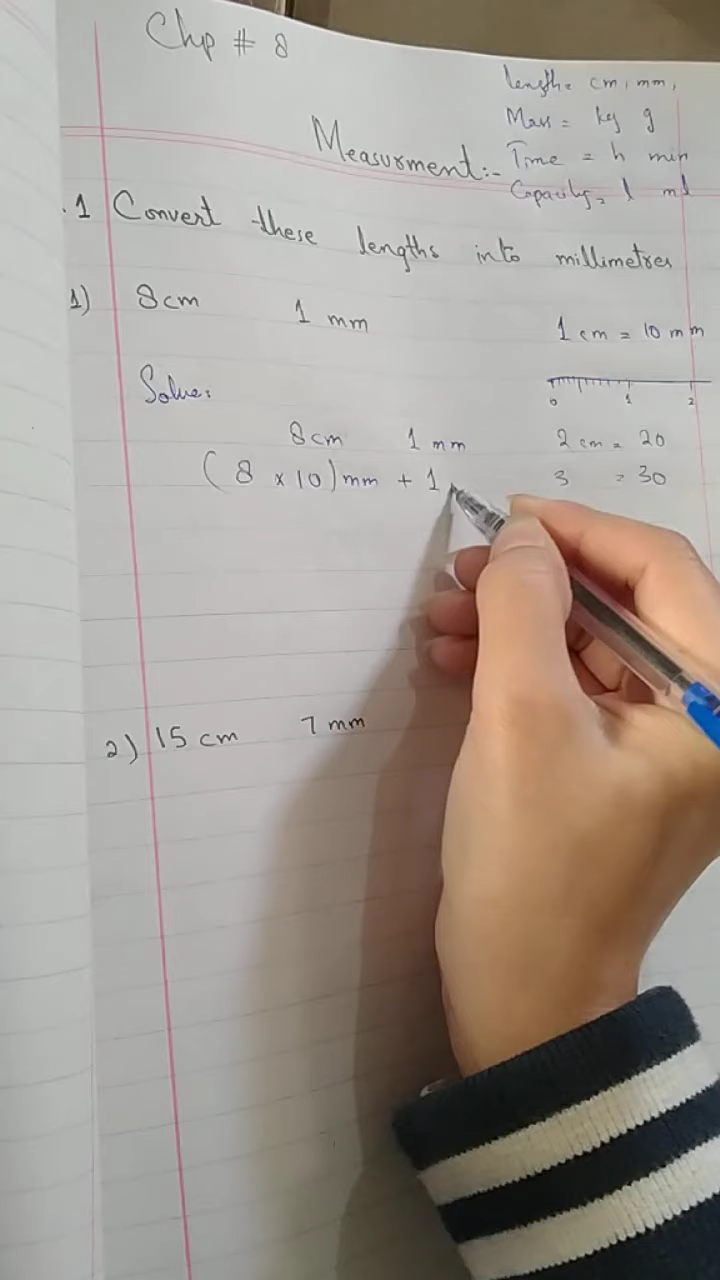 Chp # 8
length= cm, mm,
Mass = kg g
Time = h min
Capacity= l ml
Measurment:-
.1 Convert these lengths into millimetres
1) 8cm 1 mm
1 cm = 10 mm
0 1 2
Solve:
8cm 1 mm
2 cm = 20
(8 x 10)mm + 1
3 = 30
2) 15 cm 7 mm